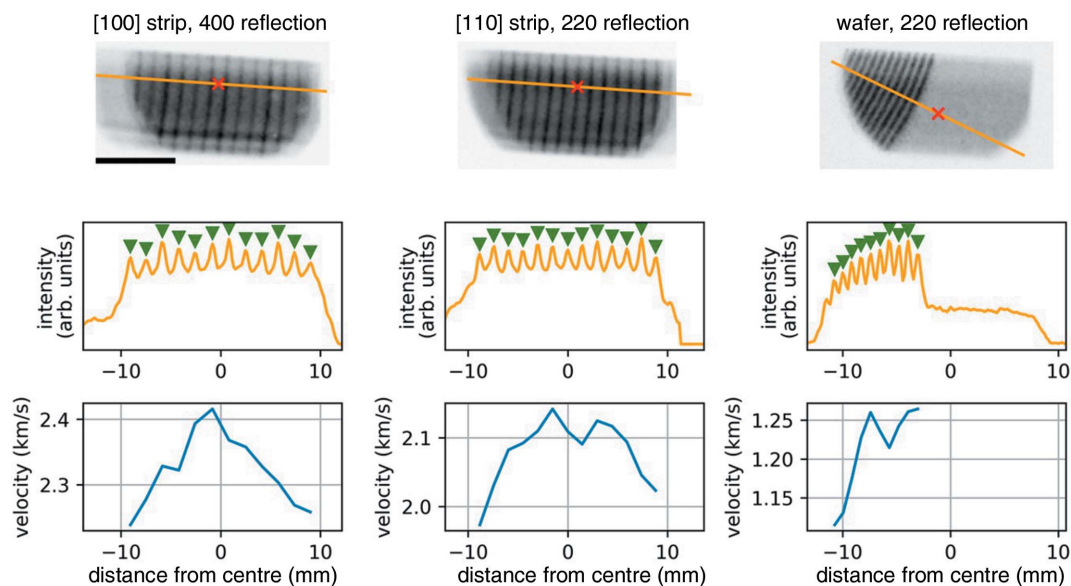 [100] strip, 400 reflection
[110] strip, 220 reflection
wafer, 220 reflection
intensity
(arb. units)
−10
0
10
intensity
(arb. units)
−10
0
10
intensity
(arb. units)
−10
0
10
velocity (km/s)
2.4
2.3
−10
0
10
distance from centre (mm)
velocity (km/s)
2.1
2.0
−10
0
10
distance from centre (mm)
velocity (km/s)
1.25
1.20
1.15
−10
0
10
distance from centre (mm)